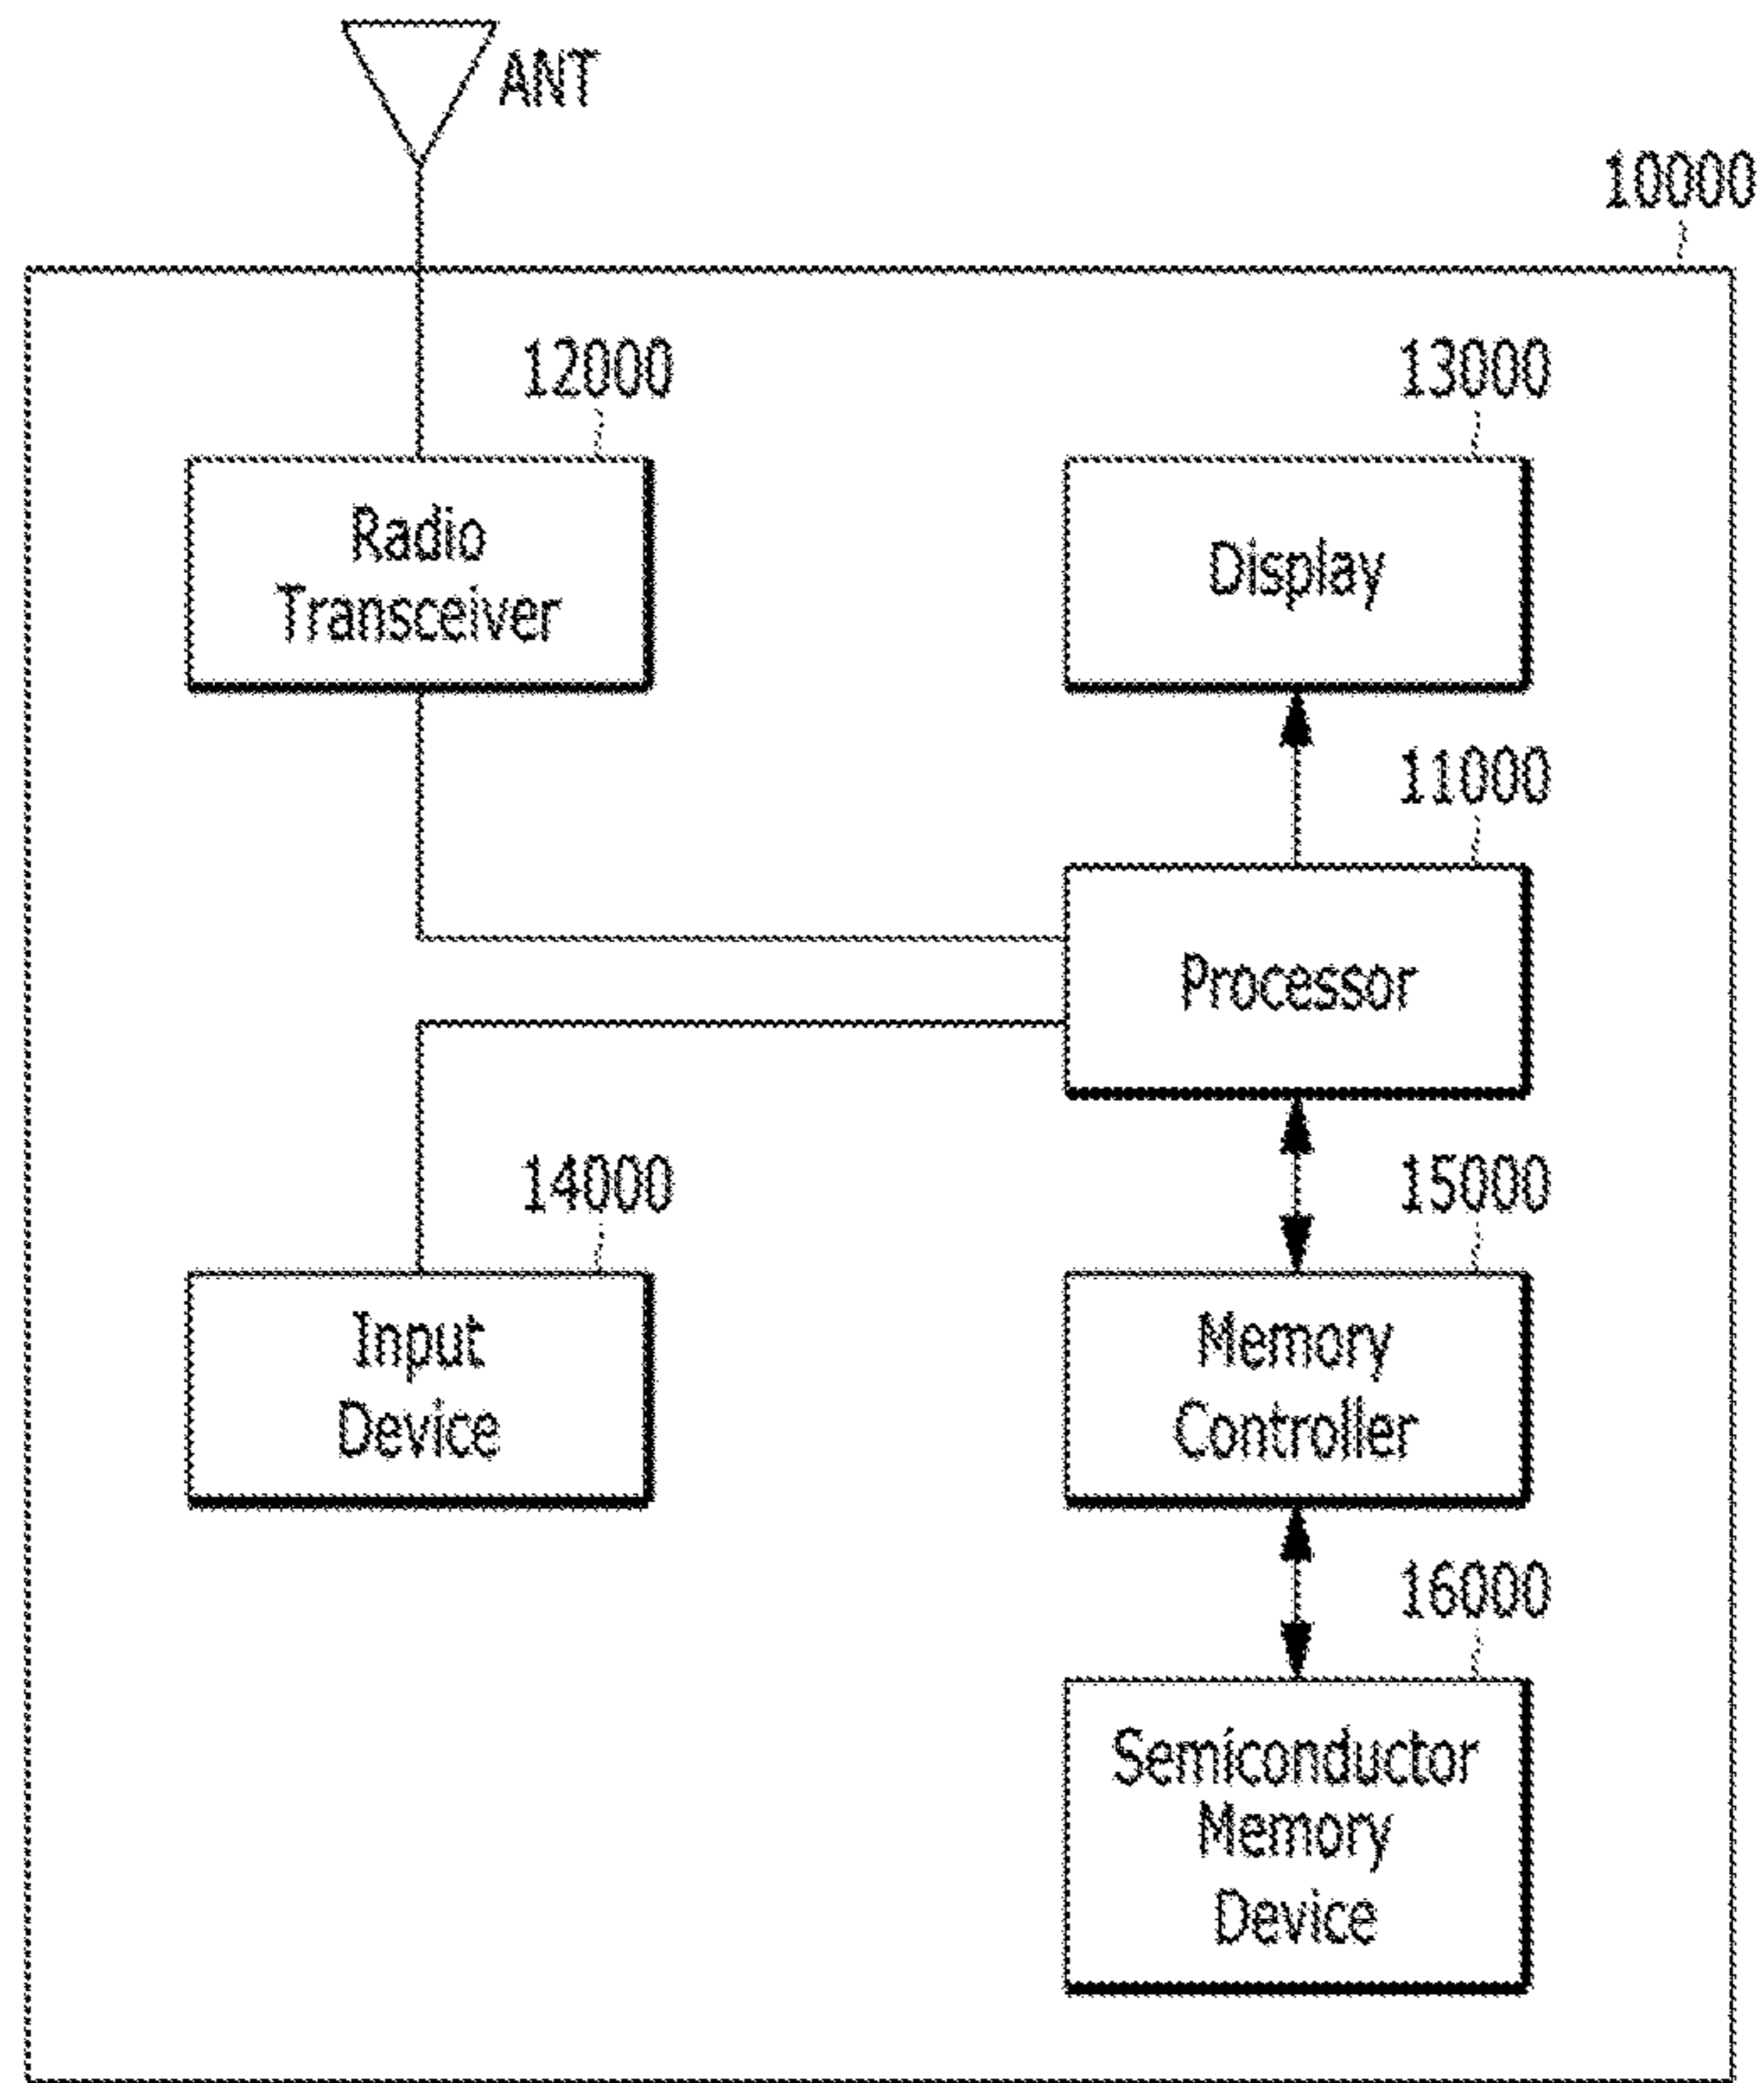 ANT
10000
12000
13000
Radio
Transceiver
Display
11000
Processor
14000
15000
Input
Device
Memory
Controller
16000
Semiconductor
Memory
Device